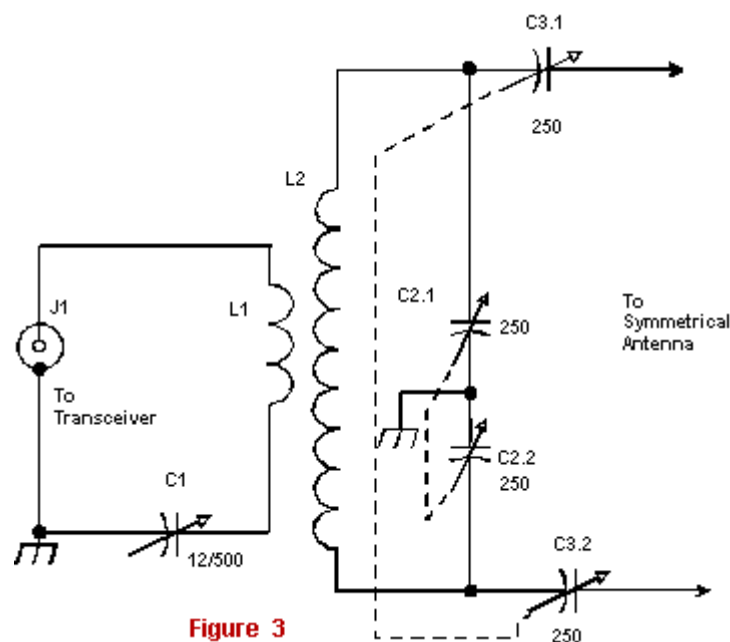 C3.1
250
L2
J1
L1
C2.1
250
To
Symmetrical
Antenna
To
Transceiver
C1
C2.2
250
12/500
C3.2
Figure 3
250